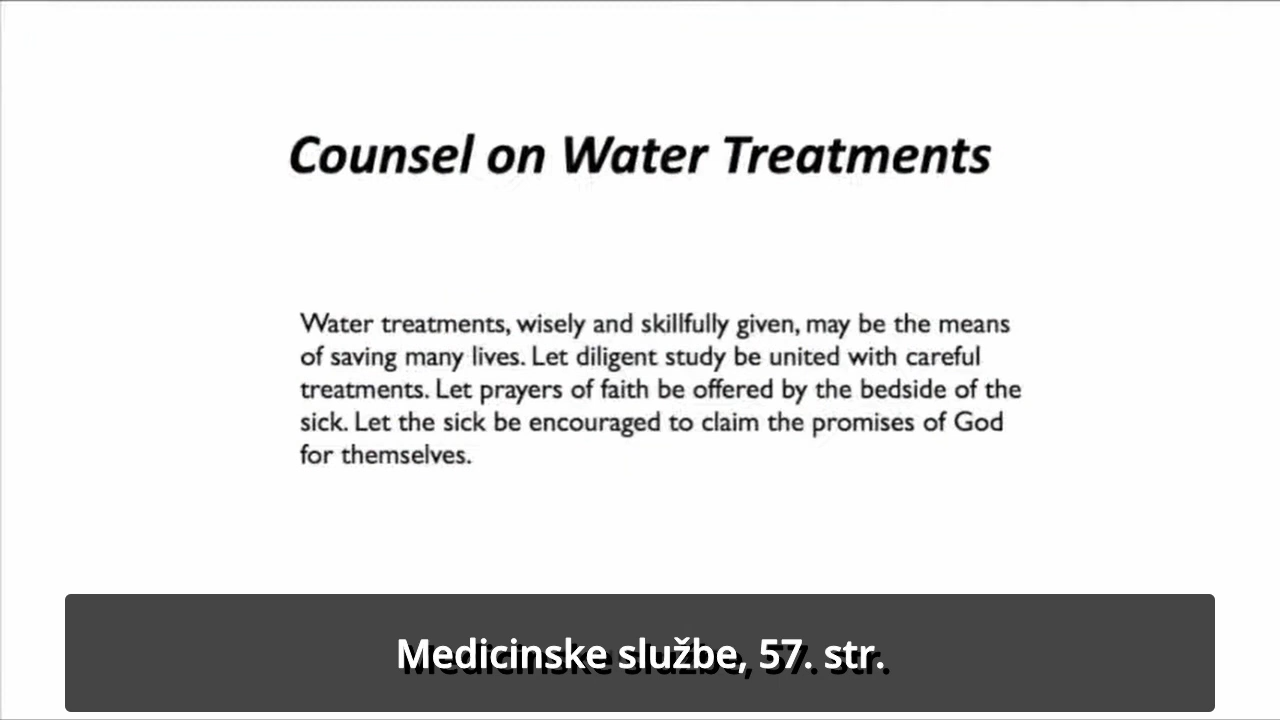 Counsel on Water Treatments
Water treatments, wisely and skillfully given, may be the means
of saving many lives. Let diligent study be united with careful
treatments. Let prayers of faith be offered by the bedside of the
sick. Let the sick be encouraged to claim the promises of God
for themselves.
Medicinske službe, 57. str.